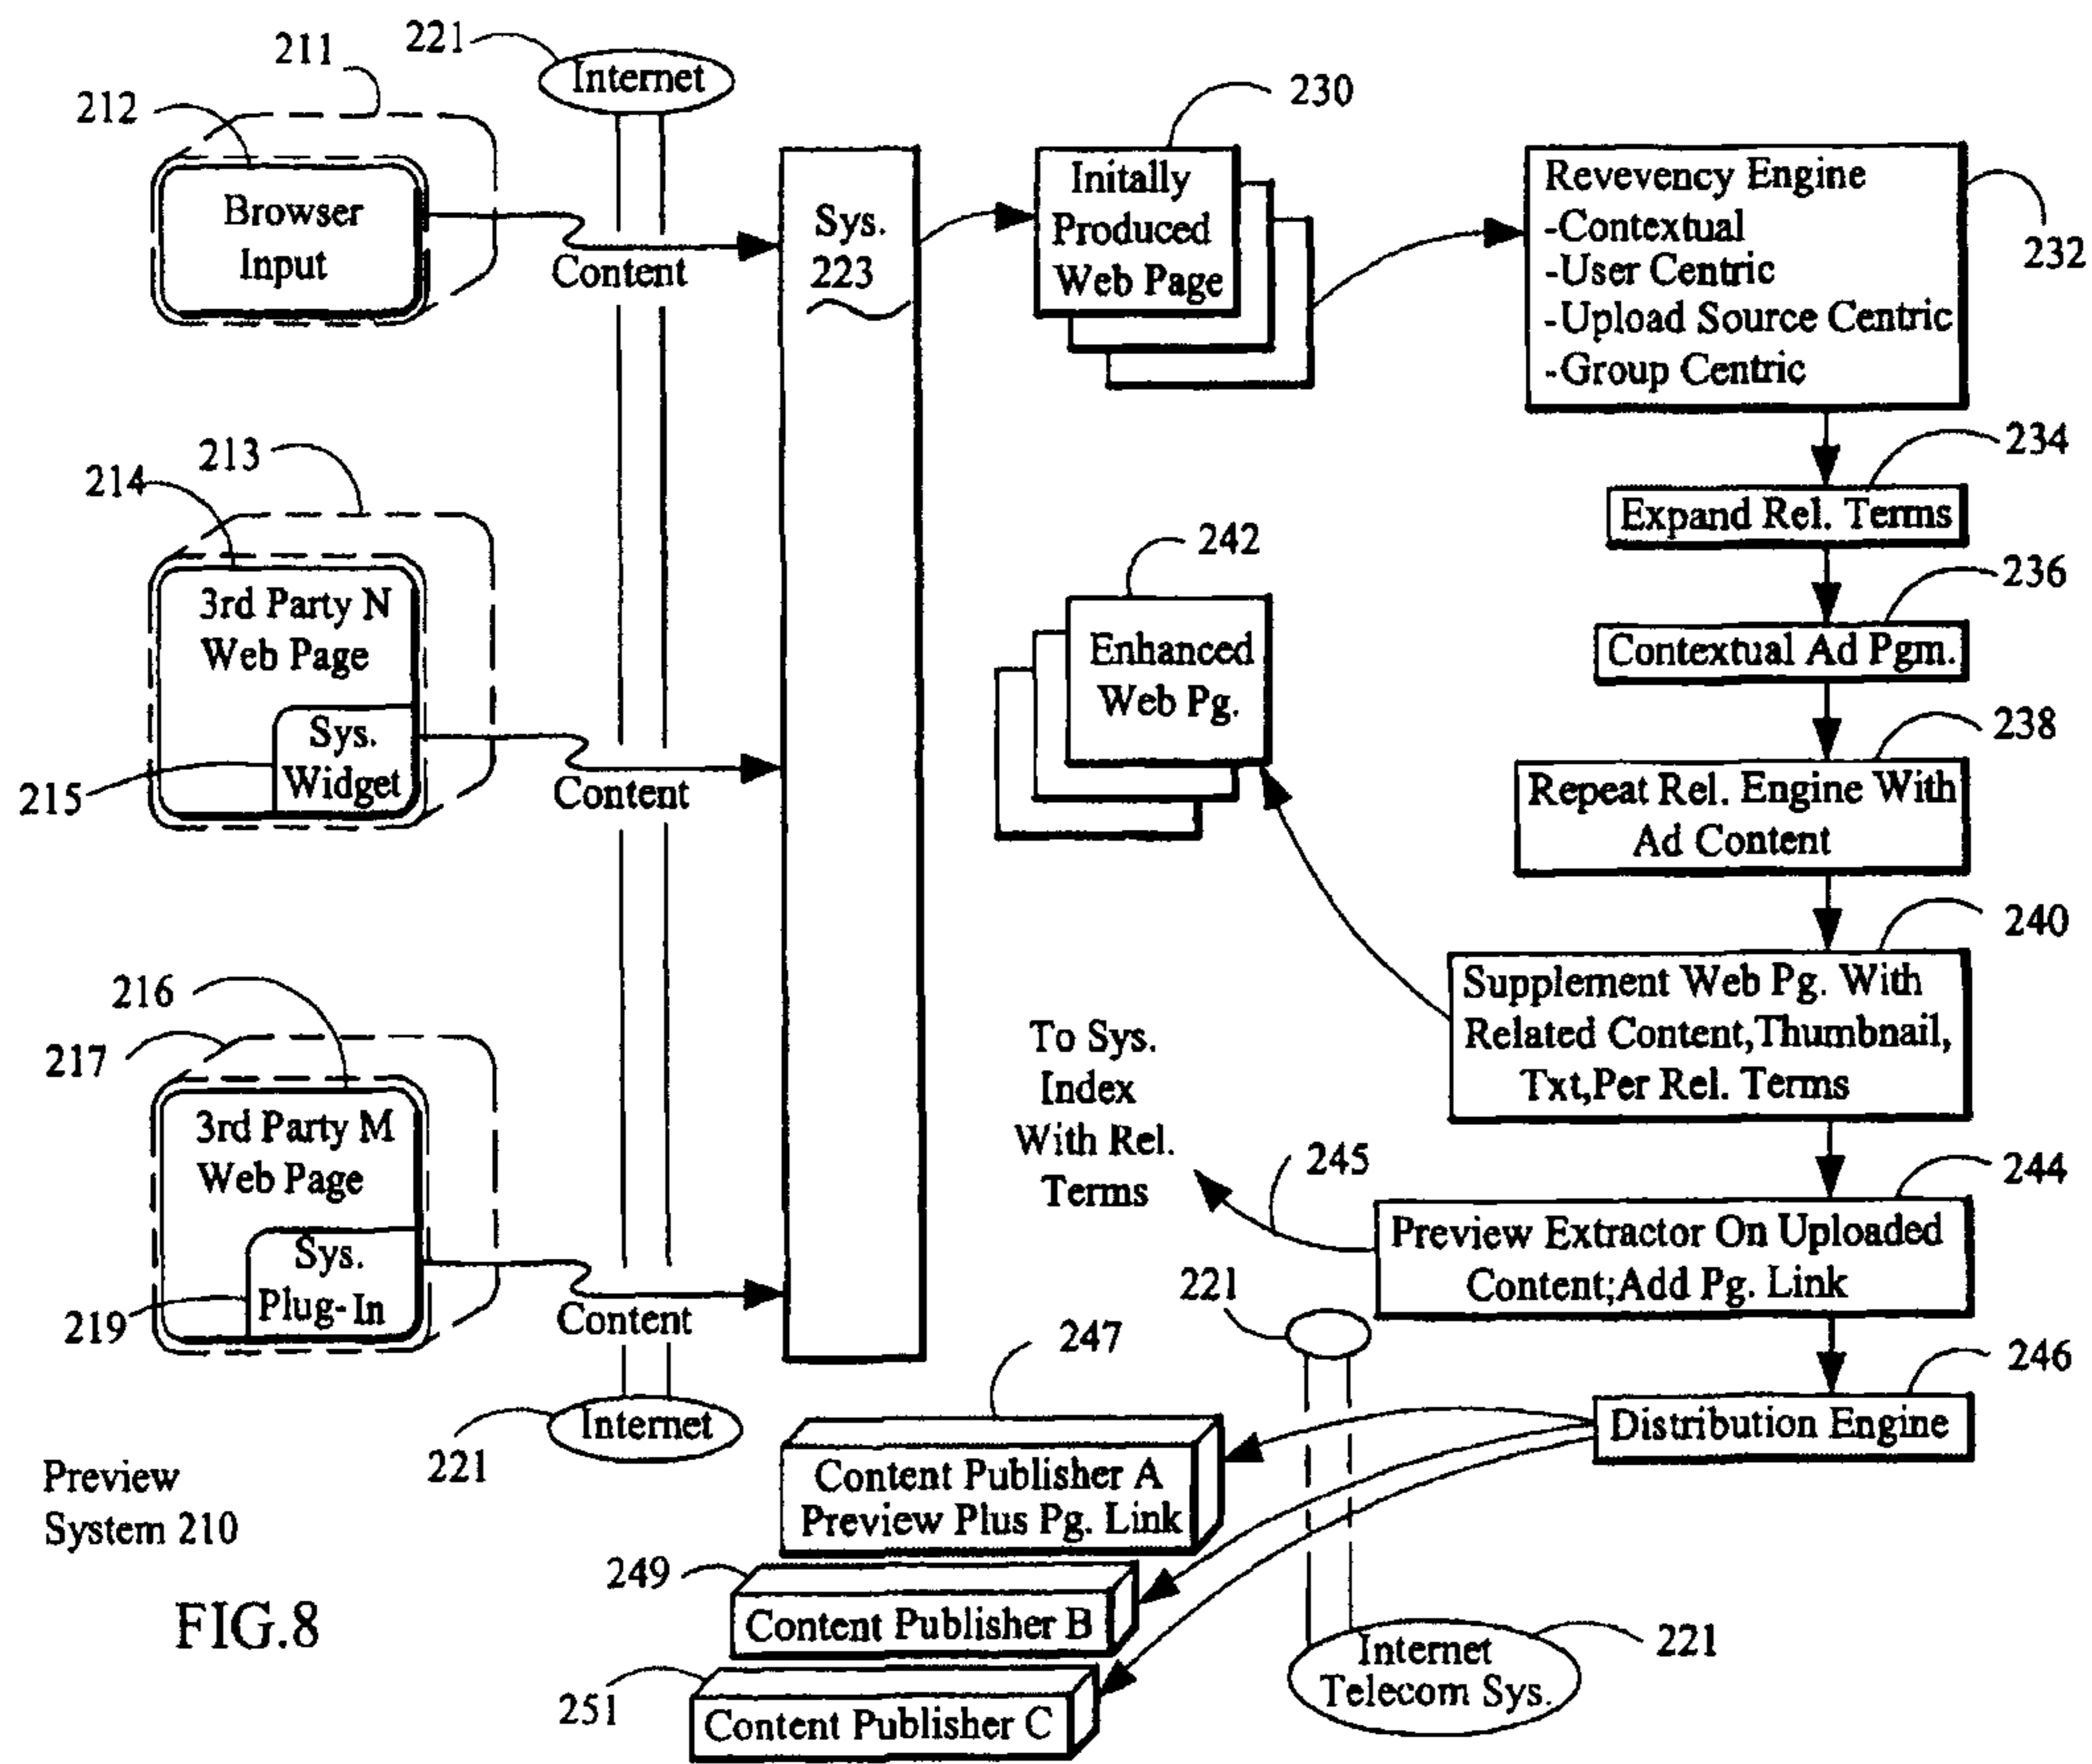 211
221
Internet
212
Browser
Input
Content
Sys.
223
230
Initally
Produced
Web Page
Revevency Engine
-Contextual
-User Centric
-Upload Source Centric
-Group Centric
232
234
Expand Rel. Terms
236
Contextual Ad Pgm.
238
Repeat Rel. Engine With
Ad Content
240
Supplement Web Pg. With
Related Content,Thumbnail,
Txt,Per Rel. Terms
242
Enhanced
Web Pg.
213
214
3rd Party N
Web Page
Sys.
Widget
215
Content
216
217
3rd Party M
Web Page
Sys.
Plug-In
219
Content
Internet
221
To Sys.
Index
With Rel.
Terms
245
244
Preview Extractor On Uploaded
Content;Add Pg. Link
221
246
Distribution Engine
247
Content Publisher A
Preview Plus Pg. Link
249
Content Publisher B
251
Content Publisher C
Internet
Telecom Sys.
221
Preview
System 210
FIG.8